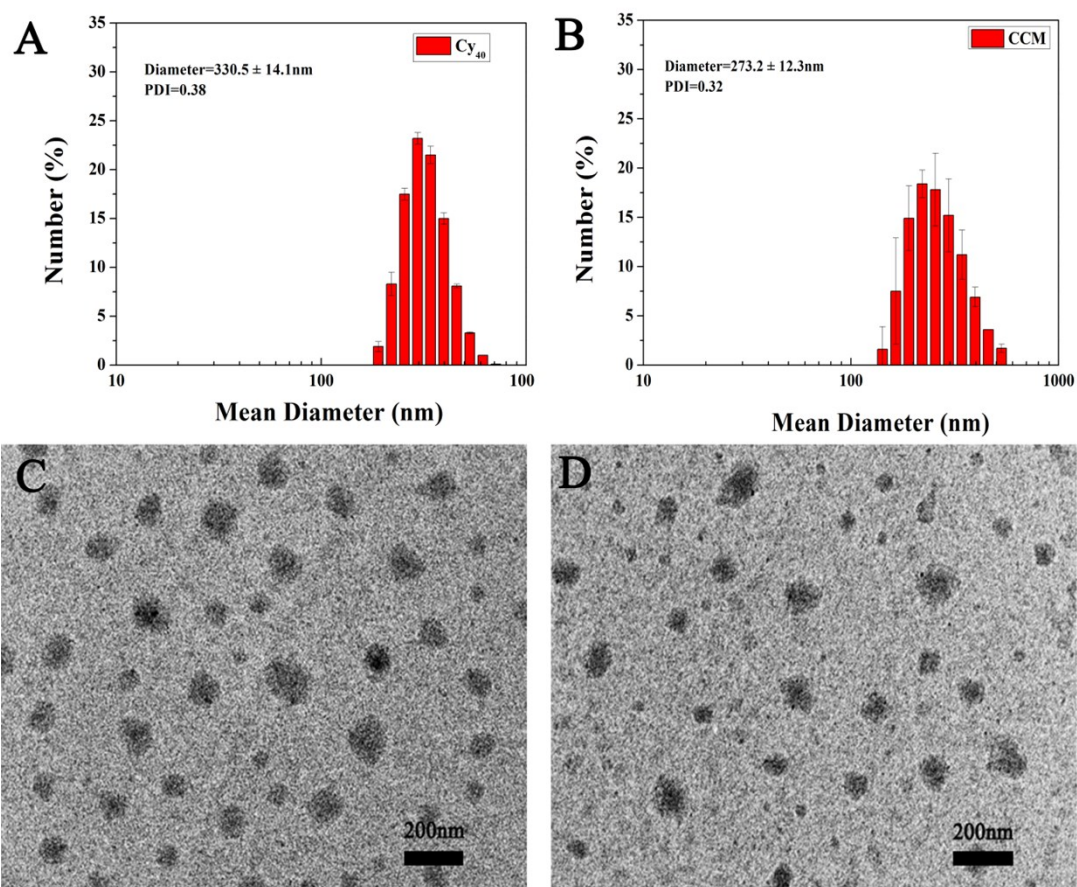 A
35
30
25
20
15
10
5
0
Number (%)
Cy40
Diameter=330.5 ± 14.1nm
PDI=0.38
10
100
100
Mean Diameter (nm)
B
35
30
25
20
15
10
5
0
Number (%)
CCM
Diameter=273.2 ± 12.3nm
PDI=0.32
10
100
1000
Mean Diameter (nm)
C
200nm
D
200nm